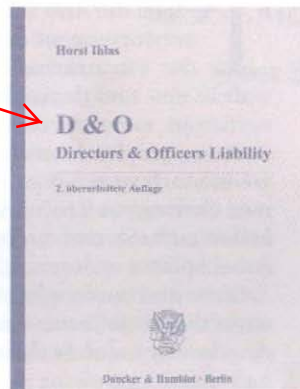 Horst Ihlas
D & O
Directors & Officers Liability
2. überarbeitete Auflage
Duncker & Humblot · Berlin